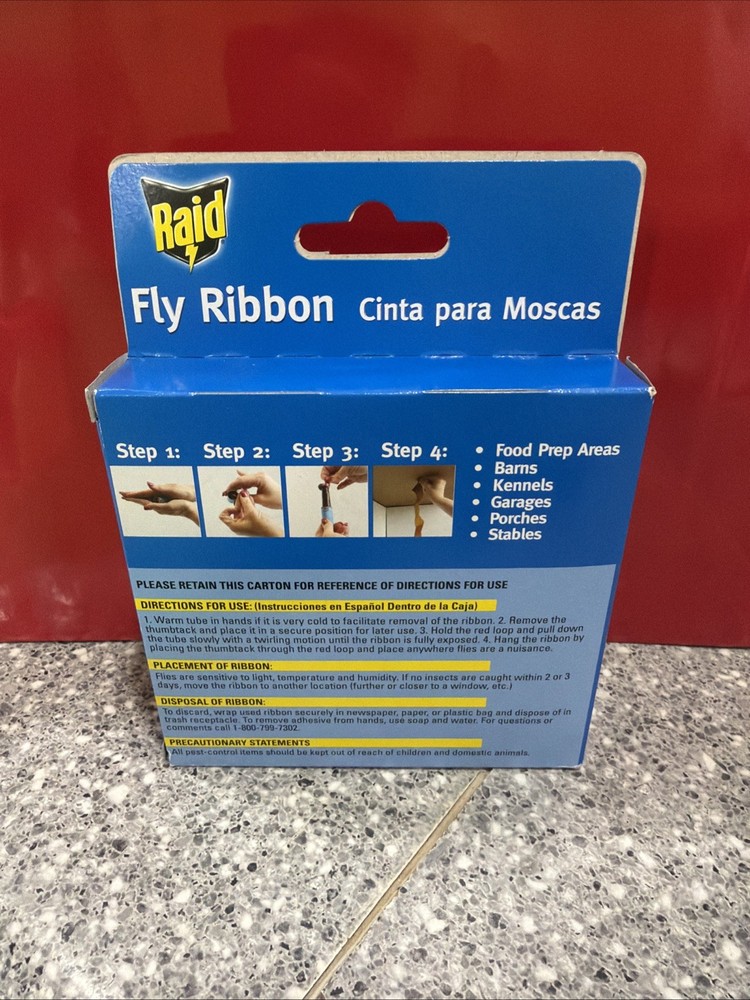 Raid
Fly Ribbon Cinta para Moscas
Step 1: Step 2: Step 3: Step 4:
• Food Prep Areas
• Barns
• Kennels
• Garages
• Porches
• Stables
PLEASE RETAIN THIS CARTON FOR REFERENCE OF DIRECTIONS FOR USE
DIRECTIONS FOR USE: (Instrucciones en Español Dentro de la Caja)
1. Warm tube in hands if it is very cold to facilitate removal of the ribbon. 2. Remove the
thumbtack and place it in a secure position for later use. 3. Hold the red loop and pull down
the tube slowly with a twirling motion until the ribbon is fully exposed. 4. Hang the ribbon by
placing the thumbtack through the red loop and place anywhere flies are a nuisance.
PLACEMENT OF RIBBON:
Flies are sensitive to light, temperature and humidity. If no insects are caught within 2 or 3
days, move the ribbon to another location (further or closer to a window, etc.)
DISPOSAL OF RIBBON:
To discard, wrap used ribbon securely in newspaper, paper, or plastic bag and dispose of in
trash receptacle. To remove adhesive from hands, use soap and water. For questions or
comments call 1-800-799-7302.
PRECAUTIONARY STATEMENTS
All pest-control items should be kept out of reach of children and domestic animals.